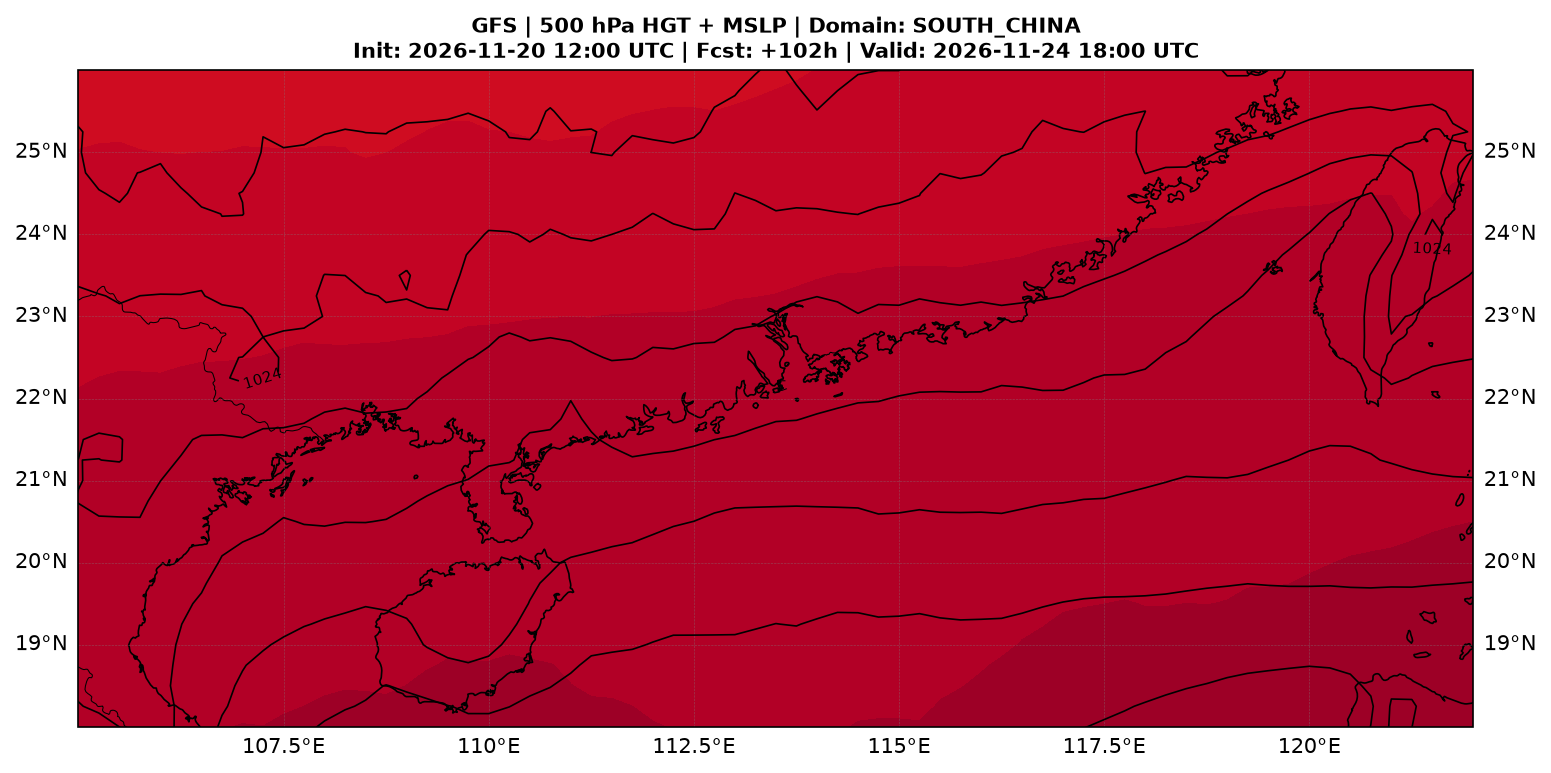 GFS | 500 hPa HGT + MSLP | Domain: SOUTH_CHINA
Init: 2026-11-20 12:00 UTC | Fcst: +102h | Valid: 2026-11-24 18:00 UTC
25°N 25°N
24°N 24°N
1024
23°N 23°N
1024
22°N 22°N
21°N 21°N
20°N 20°N
19°N 19°N
107.5°E 110°E 112.5°E 115°E 117.5°E 120°E